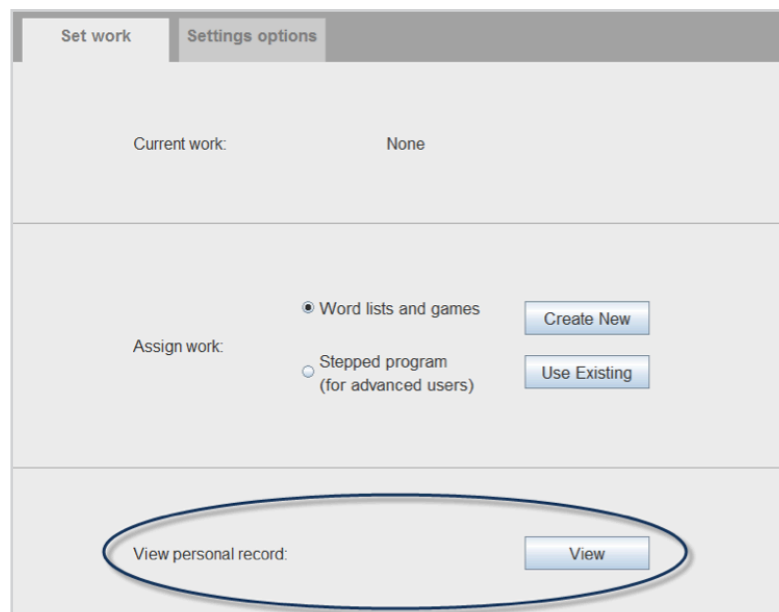 Set work Settings options
Current work: None
Word lists and games Create New
Assign work:
Stepped program
(for advanced users) Use Existing
View personal record: View